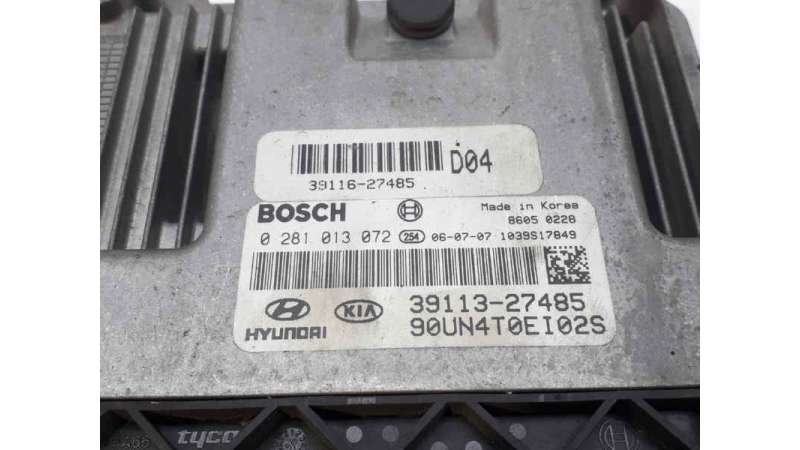 D04
39116-27485
BOSCH Made in Korea
8605 0228
0 281 013 072 254 06-07-07 1039S17849
HYUNDAI KIA 39113-27485
90UN4T0EI02S
tyco